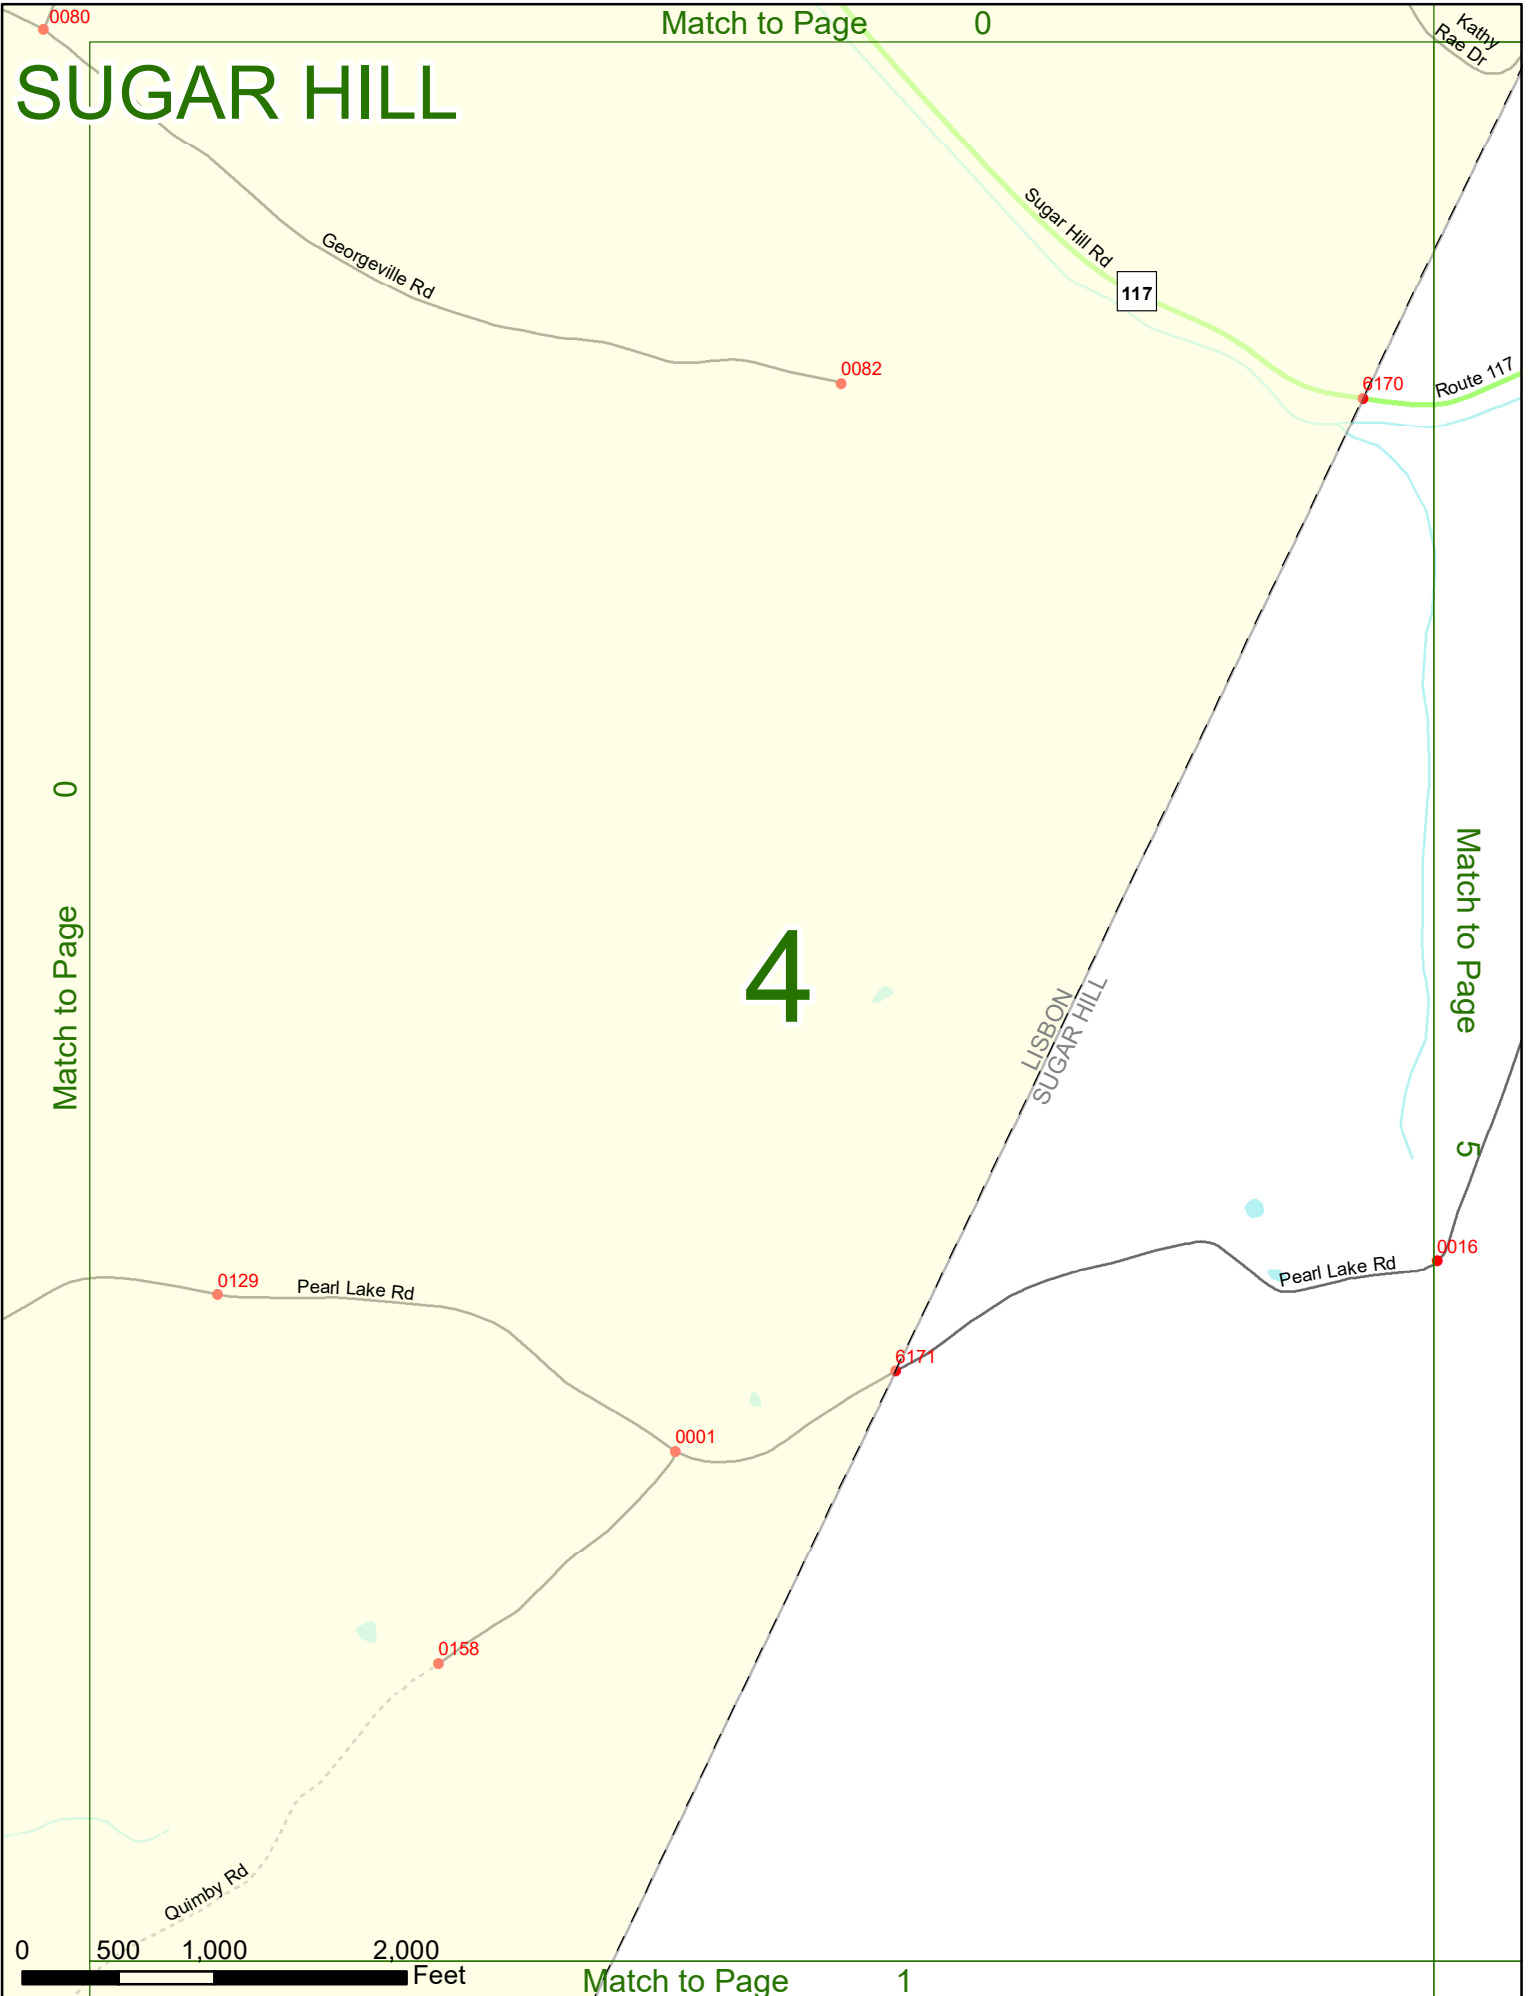 0080
Match to Page 0
Kathy
Rae Dr
SUGAR HILL
Sugar Hill Rd
Georgeville Rd
117
0082
6170
Route 117
Match to Page 0
4
Match to Page 5
LISBON
SUGAR HILL
0016
Pearl Lake Rd
0129
Pearl Lake Rd
6171
0001
0158
Quimby Rd
0 500 1,000 2,000
Feet
Match to Page 1